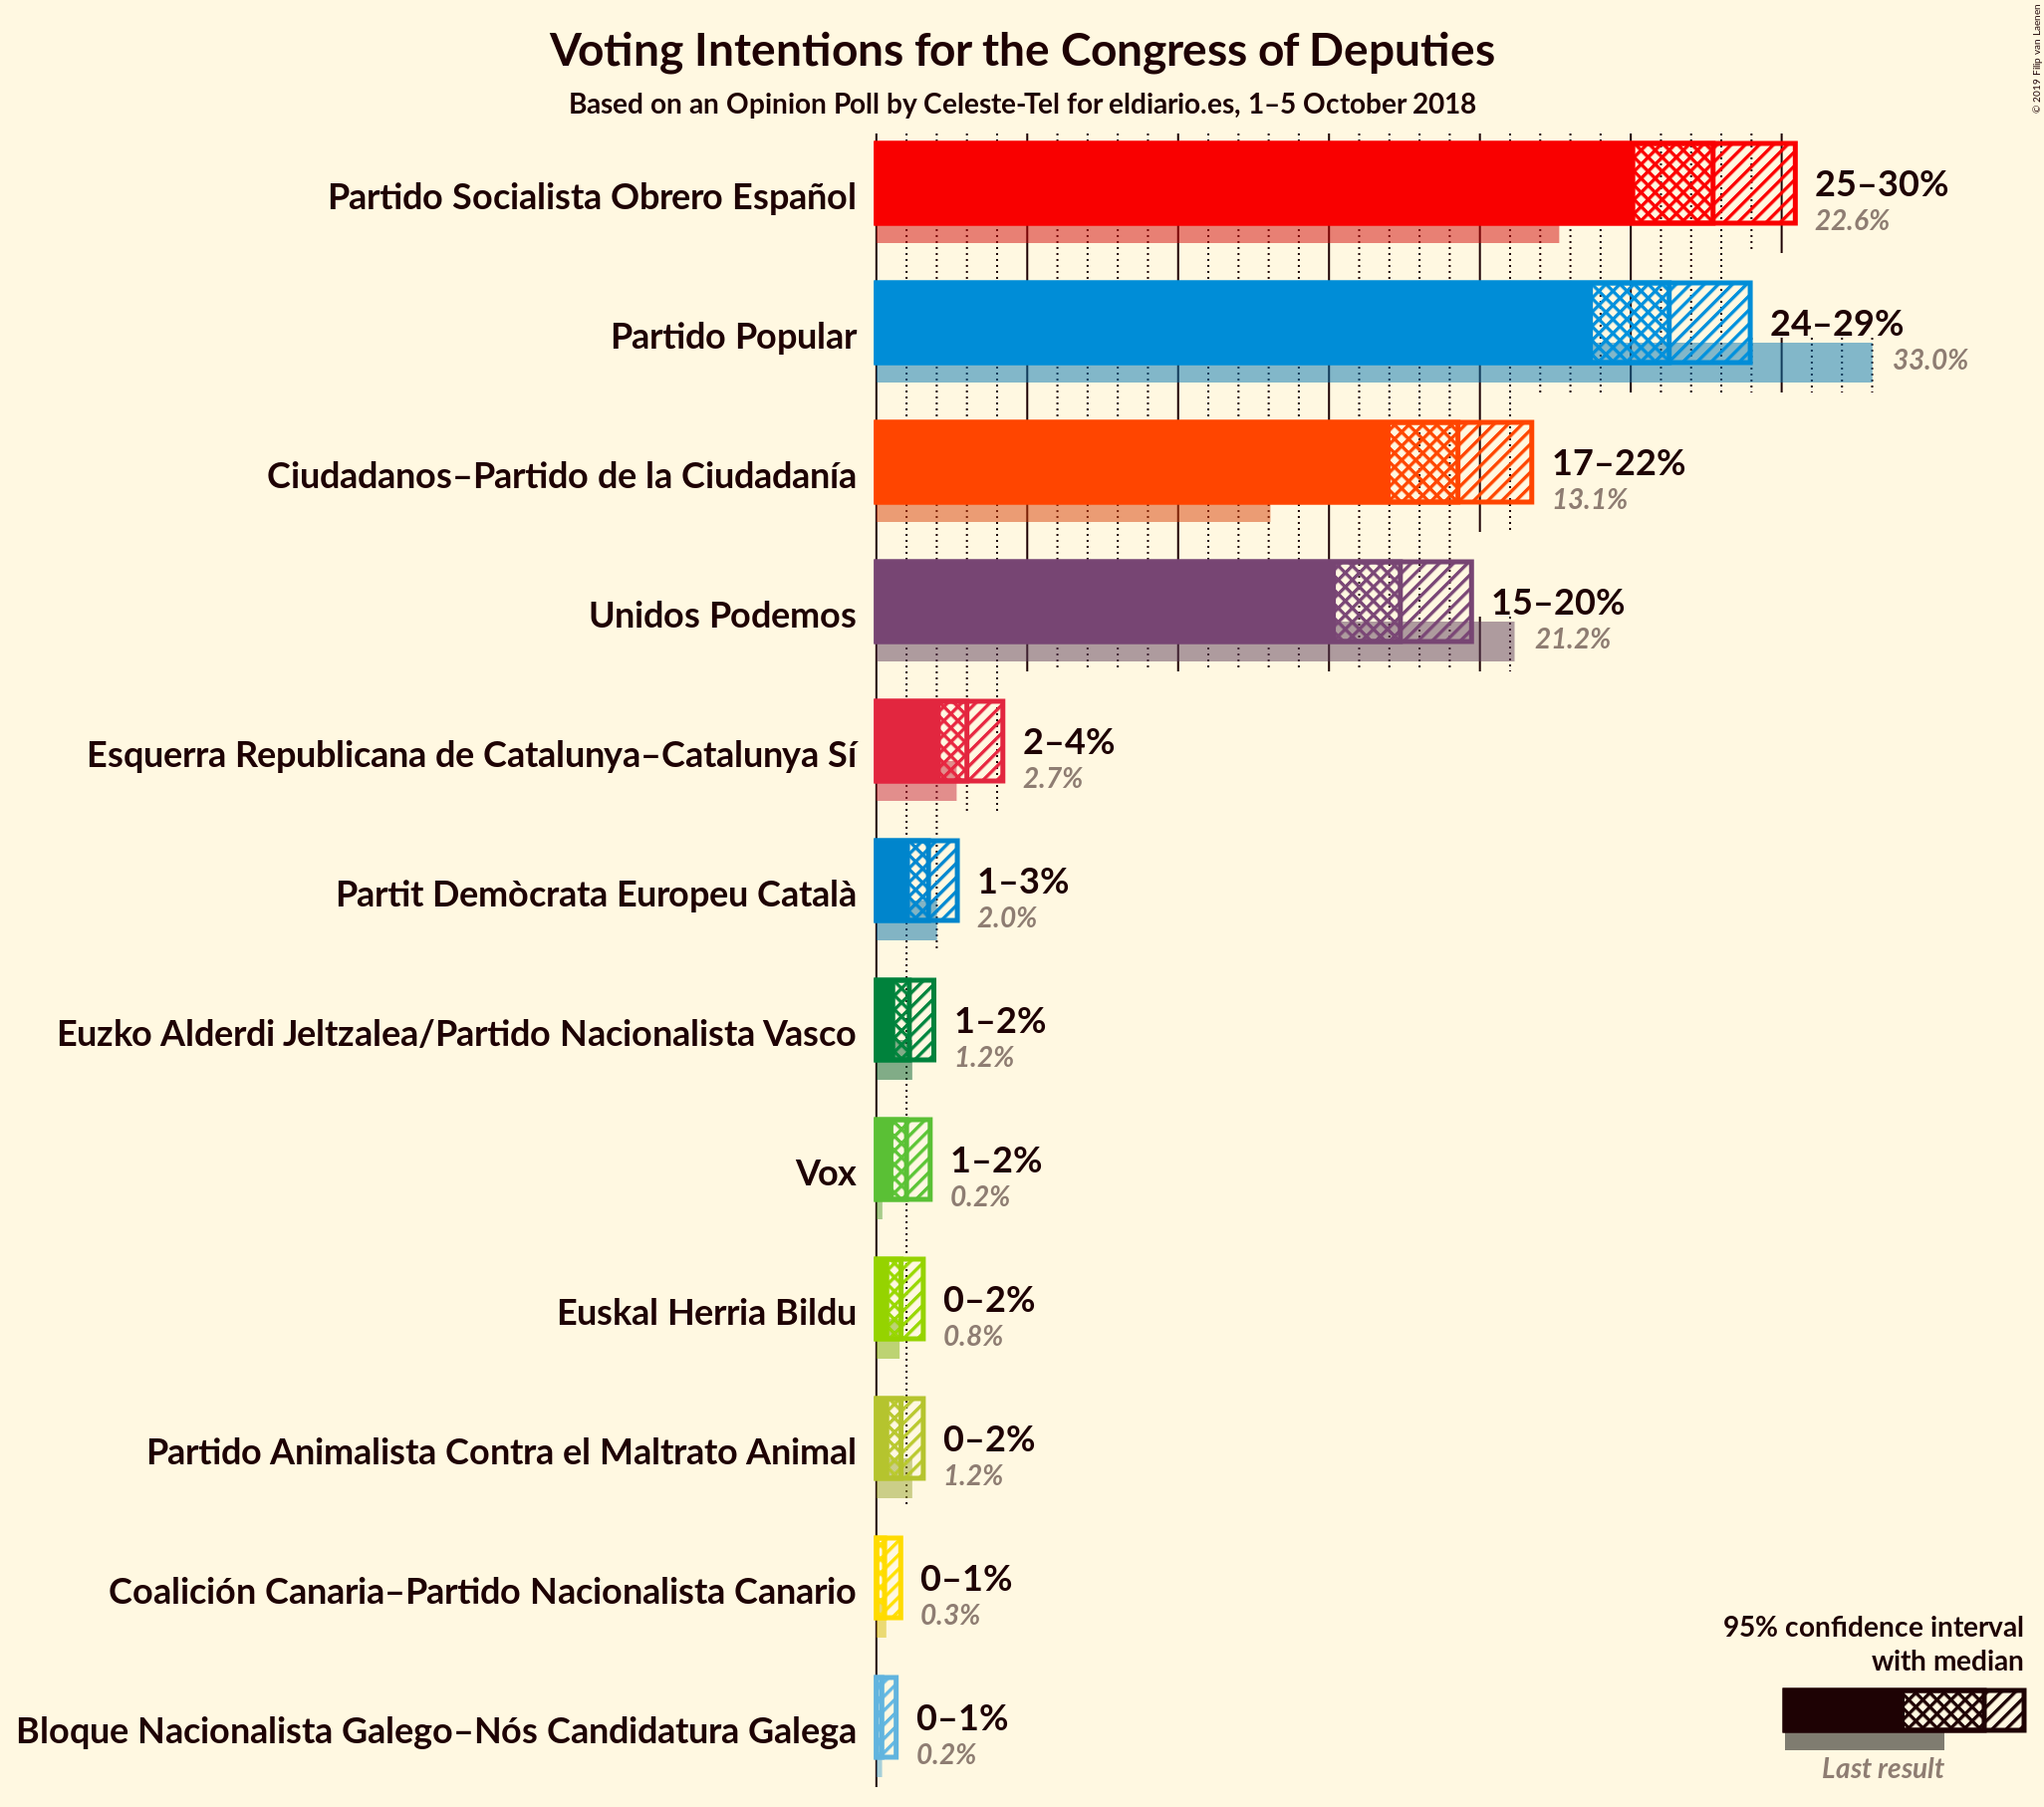 Voting Intentions for the Congress of Deputies
Based on an Opinion Poll by Celeste-Tel for eldiario.es, 1–5 October 2018
© 2019 Filip van Laenen
Partido Socialista Obrero Español
25–30%
22.6%
Partido Popular
24–29%
33.0%
Ciudadanos–Partido de la Ciudadanía
17–22%
13.1%
Unidos Podemos
15–20%
21.2%
Esquerra Republicana de Catalunya–Catalunya Sí
2–4%
2.7%
Partit Demòcrata Europeu Català
1–3%
2.0%
Euzko Alderdi Jeltzalea/Partido Nacionalista Vasco
1–2%
1.2%
Vox
1–2%
0.2%
Euskal Herria Bildu
0–2%
0.8%
Partido Animalista Contra el Maltrato Animal
0–2%
1.2%
Coalición Canaria–Partido Nacionalista Canario
0–1%
0.3%
Bloque Nacionalista Galego–Nós Candidatura Galega
0–1%
0.2%
95% confidence interval
with median
Last result